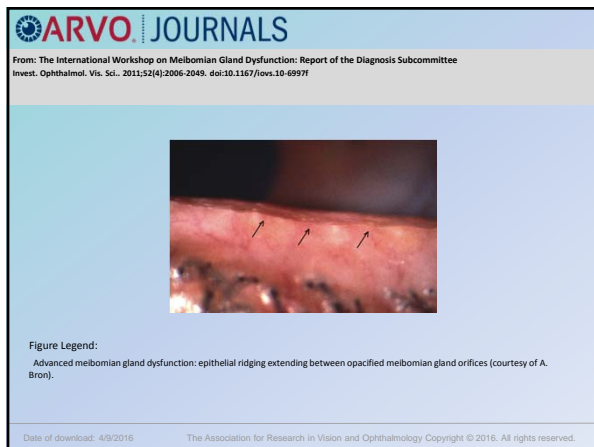 ARVO. JOURNALS
From: The International Workshop on Meibomian Gland Dysfunction: Report of the Diagnosis Subcommittee
Invest. Ophthalmol. Vis. Sci.. 2011;52(4):2006-2049. doi:10.1167/iovs.10-6997f
Figure Legend:
Advanced meibomian gland dysfunction: epithelial ridging extending between opacified meibomian gland orifices (courtesy of A.
Bron).
Date of download: 4/9/2016 The Association for Research in Vision and Ophthalmology Copyright © 2016. All rights reserved.